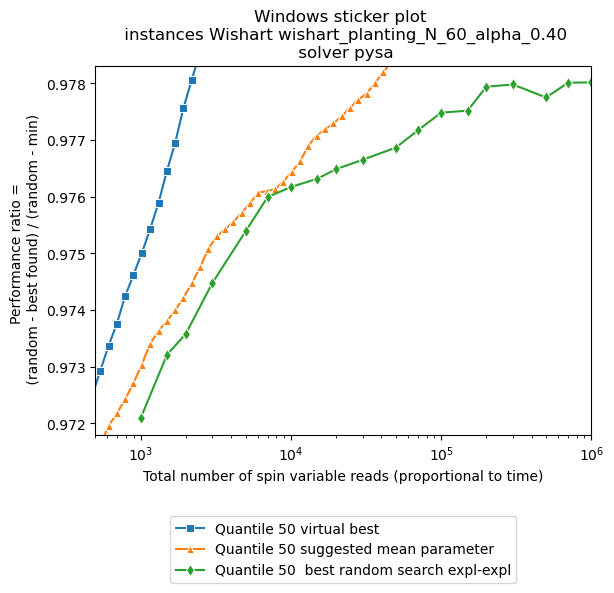 Windows sticker plot
instances Wishart wishart_planting_N_60_alpha_0.40
solver pysa
Performance ratio =
(random - best found) / (random - min)
0.978
0.977
0.976
0.975
0.974
0.973
0.972
10³ 10⁴ 10⁵ 10⁶
Total number of spin variable reads (proportional to time)
Quantile 50 virtual best
Quantile 50 suggested mean parameter
Quantile 50  best random search expl-expl